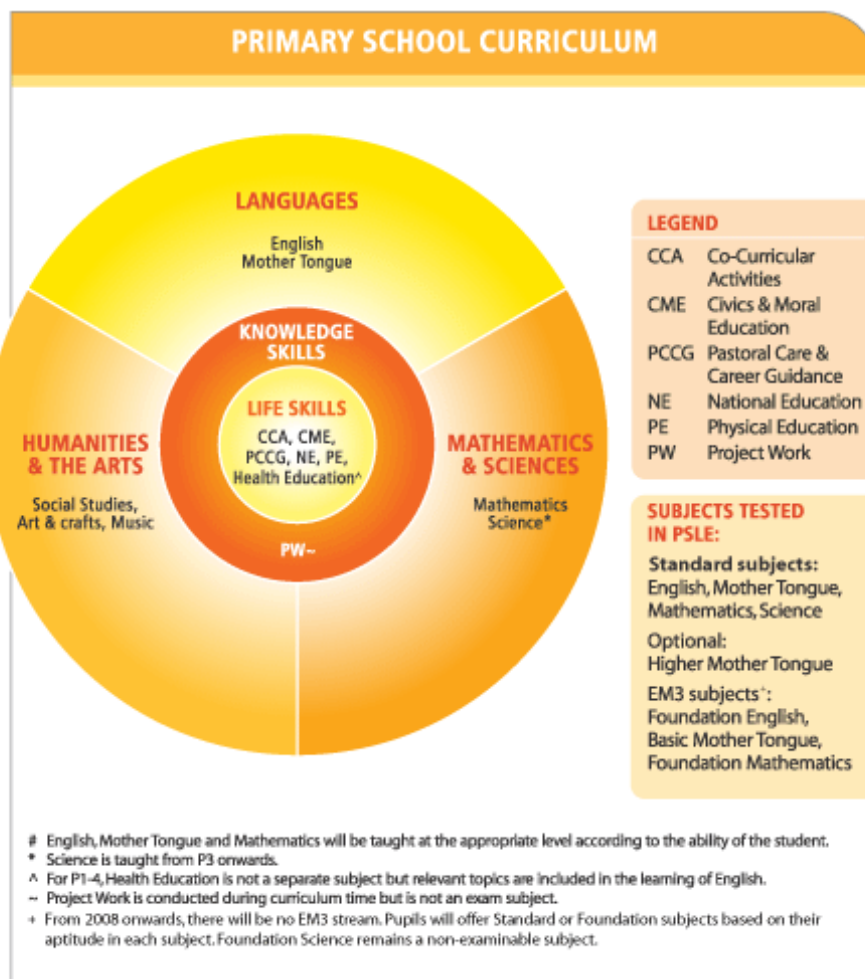 PRIMARY SCHOOL CURRICULUM
LANGUAGES
English
Mother Tongue
KNOWLEDGE
SKILLS
LIFE SKILLS
CCA, CME,
PCCG, NE, PE,
Health Education^
PW~
HUMANITIES
& THE ARTS
Social Studies,
Art & crafts, Music
MATHEMATICS
& SCIENCES
Mathematics
Science*
LEGEND
CCA Co-Curricular
Activities
CME Civics & Moral
Education
PCCG Pastoral Care &
Career Guidance
NE National Education
PE Physical Education
PW Project Work
SUBJECTS TESTED
IN PSLE:
Standard subjects:
English, Mother Tongue,
Mathematics, Science
Optional:
Higher Mother Tongue
EM3 subjects+:
Foundation English,
Basic Mother Tongue,
Foundation Mathematics
# English, Mother Tongue and Mathematics will be taught at the appropriate level according to the ability of the student.
* Science is taught from P3 onwards.
^ For P1-4, Health Education is not a separate subject but relevant topics are included in the learning of English.
~ Project Work is conducted during curriculum time but is not an exam subject.
+ From 2008 onwards, there will be no EM3 stream. Pupils will offer Standard or Foundation subjects based on their
aptitude in each subject. Foundation Science remains a non-examinable subject.